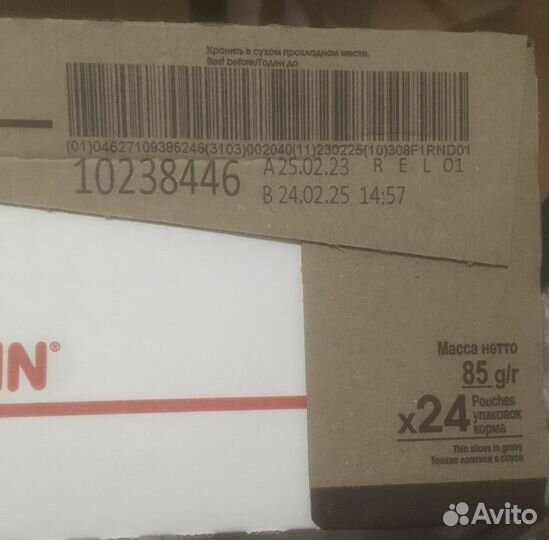 Хранить в сухом прохладном месте.
Best before/Годен до
(01)04627109386246(3103)002040(11)230225(10)308F1RND01
10238446 A 25.02.23 R E L 01
B 24.02.25 14:57
IN®
Масса нетто
85 g/г
x24 Pouches
упаковок
корма
Thin slices in gravy
Тонкие ломтики в соусе
Avito